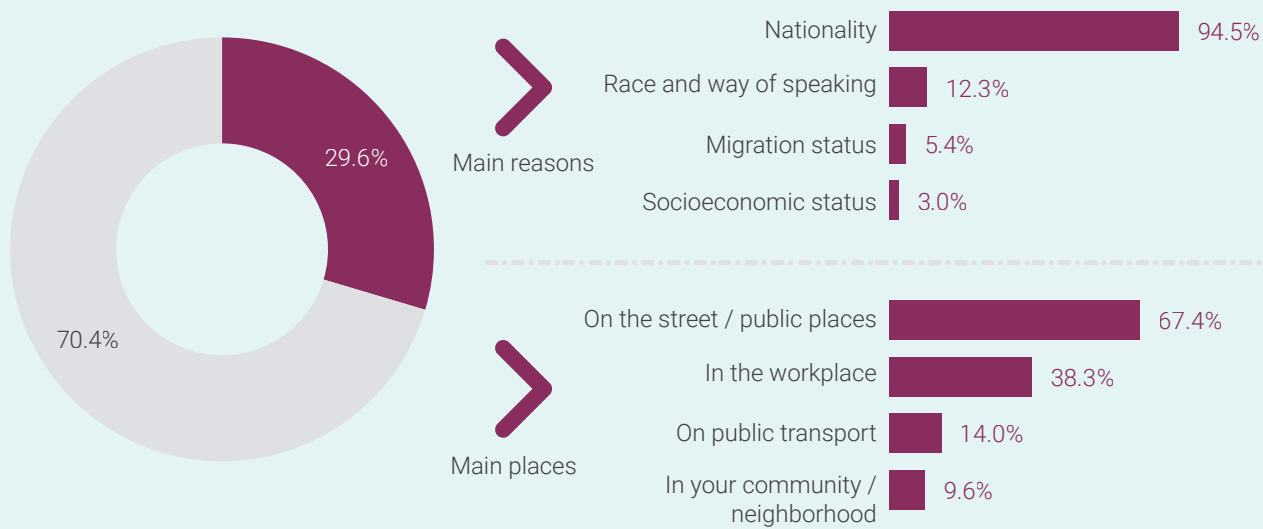 29.6%
70.4%
Main reasons
Nationality 94.5%
Race and way of speaking 12.3%
Migration status 5.4%
Socioeconomic status 3.0%
Main places
On the street / public places 67.4%
In the workplace 38.3%
On public transport 14.0%
In your community /
neighborhood 9.6%